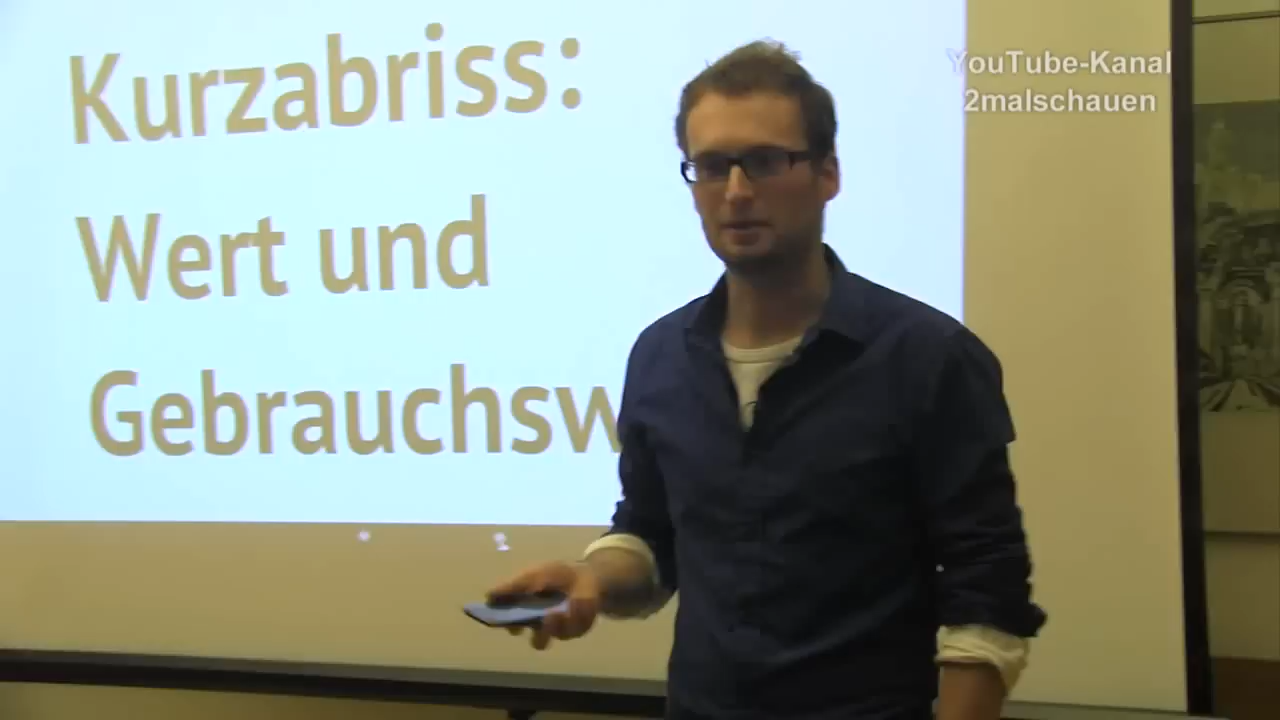 Kurzabriss:
Wert und
Gebrauchsw
YouTube-Kanal
2malschauen